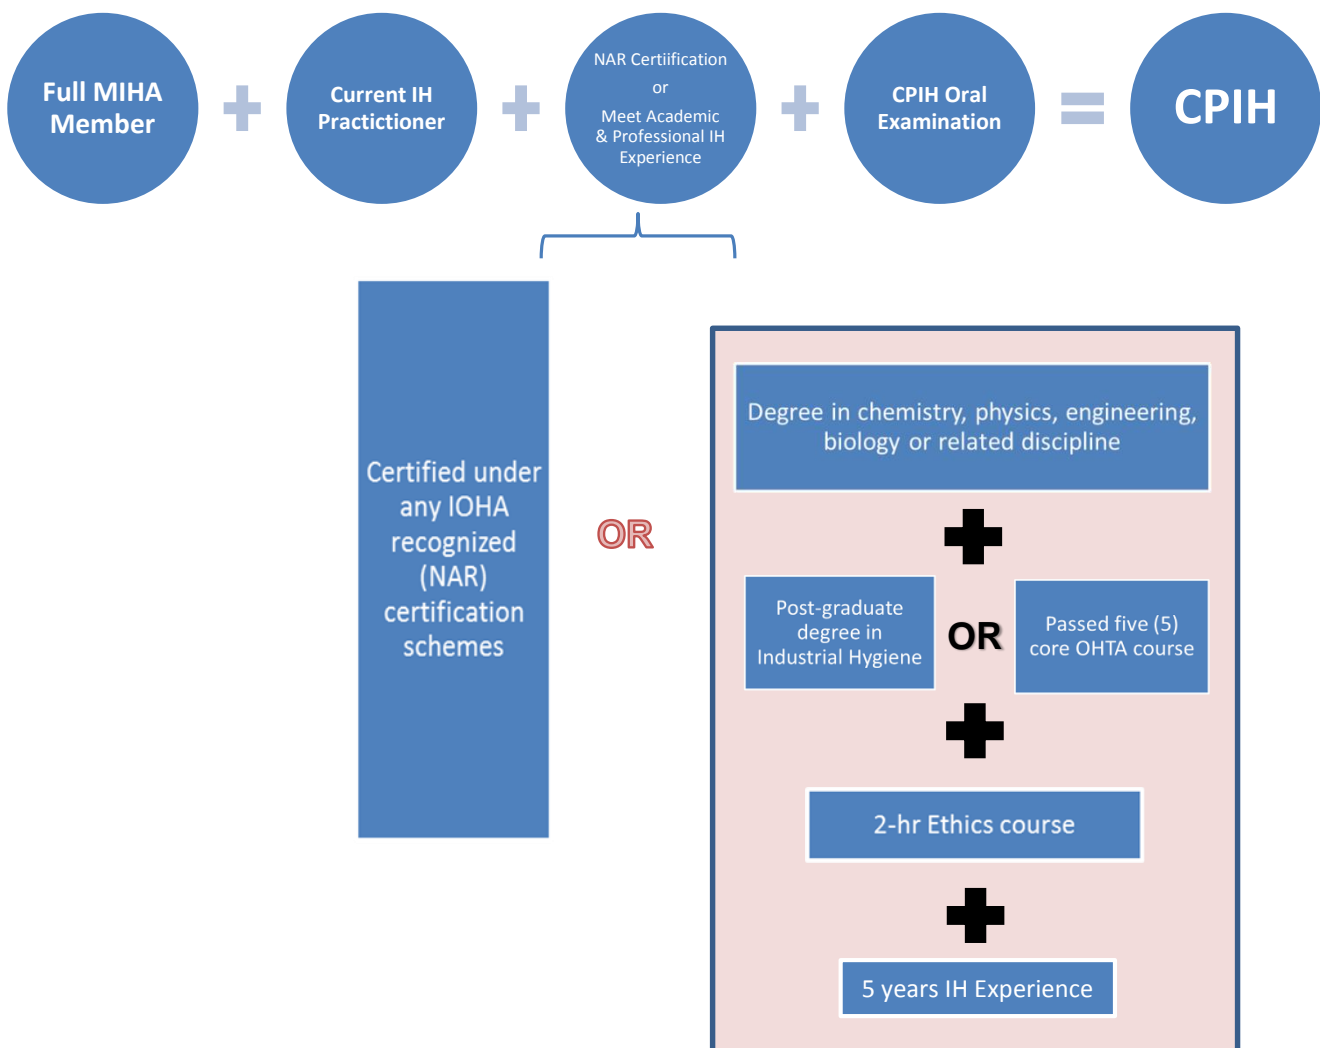 Full MIHA
Member
Current IH
Practictioner
NAR Certiification
or
Meet Academic
& Professional IH
Experience
CPIH Oral
Examination
CPIH
Certified under
any IOHA
recognized
(NAR)
certification
schemes
OR
Degree in chemistry, physics, engineering,
biology or related discipline
Post-graduate
degree in
Industrial Hygiene
OR
Passed five (5)
core OHTA course
2-hr Ethics course
5 years IH Experience